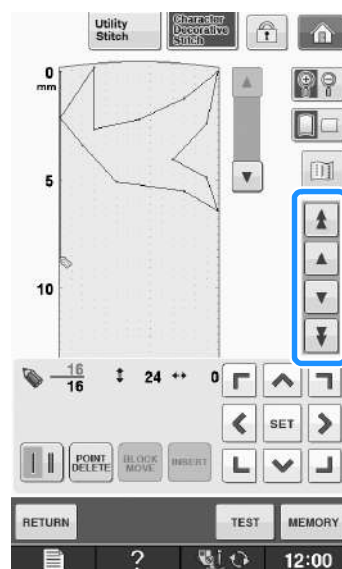 Utility
Stitch
Character
Decorative
Stitch
0
mm
5
10
16
16
24
0
SET
POINT
DELETE
BLOCK
MOVE
INSERT
RETURN
TEST
MEMORY
?
12:00